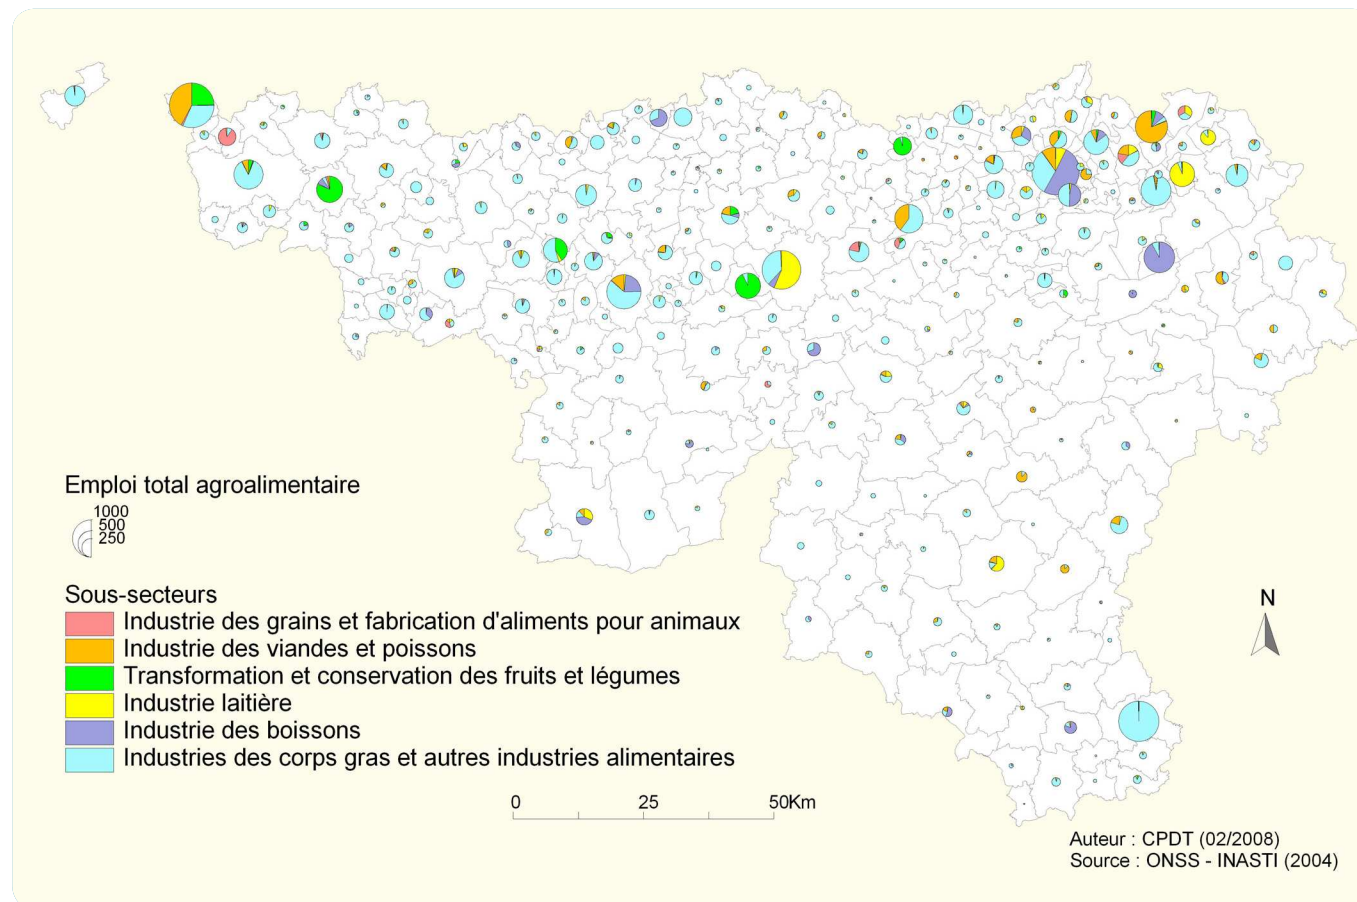 Emploi total agroalimentaire
1000
500
250
Sous-secteurs
Industrie des grains et fabrication d'aliments pour animaux
Industrie des viandes et poissons
Transformation et conservation des fruits et légumes
Industrie laitière
Industrie des boissons
Industries des corps gras et autres industries alimentaires
0 25 50Km
N
Auteur : CPDT (02/2008)
Source : ONSS - INASTI (2004)